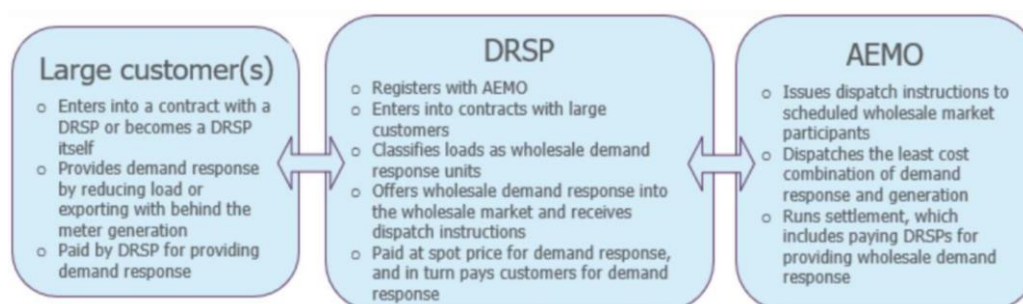 Large customer(s)
o Enters into a contract with a
DRSP or becomes a DRSP
itself
o Provides demand response
by reducing load or
exporting with behind the
meter generation
o Paid by DRSP for providing
demand response
DRSP
o Registers with AEMO
o Enters into contracts with large
customers
o Classifies loads as wholesale demand
response units
o Offers wholesale demand response into
the wholesale market and receives
dispatch instructions
o Paid at spot price for demand response,
and in turn pays customers for demand
response
AEMO
o Issues dispatch instructions to
scheduled wholesale market
participants
o Dispatches the least cost
combination of demand
response and generation
o Runs settlement, which
includes paying DRSPs for
providing wholesale demand
response